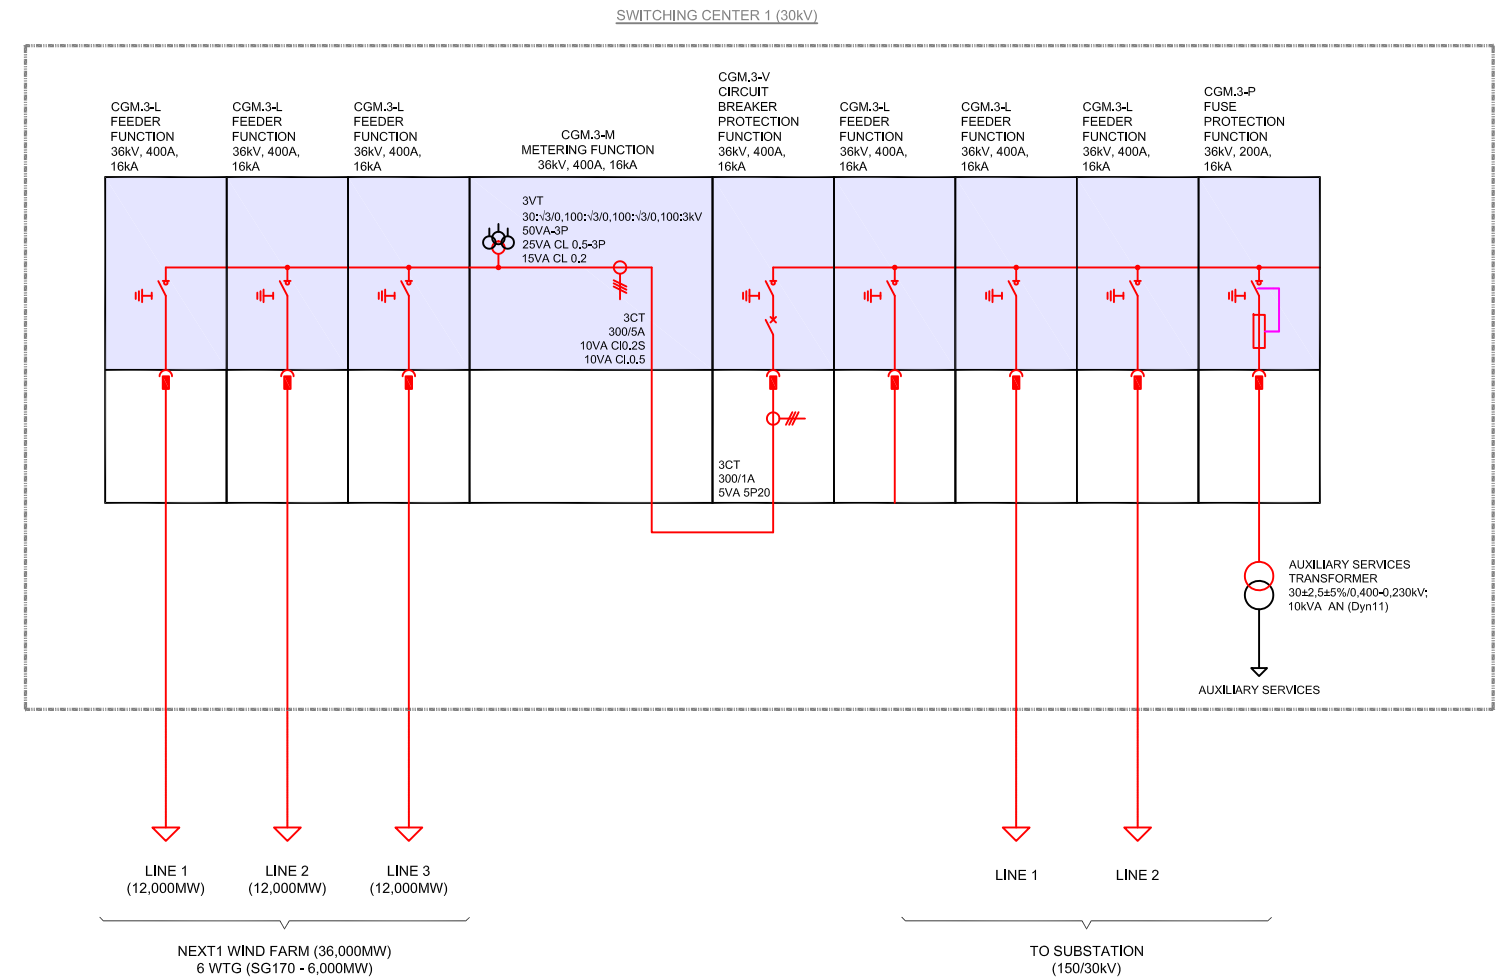 SWITCHING CENTER 1 (30kV)
CGM.3-L
FEEDER
FUNCTION
36kV, 400A,
16kA
CGM.3-L
FEEDER
FUNCTION
36kV, 400A,
16kA
CGM.3-L
FEEDER
FUNCTION
36kV, 400A,
16kA
CGM.3-M
METERING FUNCTION
36kV, 400A, 16kA
CGM.3-V
CIRCUIT
BREAKER
PROTECTION
FUNCTION
36kV, 400A,
16kA
CGM.3-L
FEEDER
FUNCTION
36kV, 400A,
16kA
CGM.3-L
FEEDER
FUNCTION
36kV, 400A,
16kA
CGM.3-L
FEEDER
FUNCTION
36kV, 400A,
16kA
CGM.3-P
FUSE
PROTECTION
FUNCTION
36kV, 200A,
16kA
3VT
30:√3/0,100:√3/0,100:√3/0,100:3kV
50VA-3P
25VA CL 0.5-3P
15VA CL 0.2
3CT
300/5A
10VA Cl0.2S
10VA Cl.0.5
3CT
300/1A
5VA 5P20
AUXILIARY SERVICES
TRANSFORMER
30±2,5±5%/0,400-0,230kV;
10kVA AN (Dyn11)
AUXILIARY SERVICES
LINE 1
(12,000MW)
LINE 2
(12,000MW)
LINE 3
(12,000MW)
LINE 1
LINE 2
NEXT1 WIND FARM (36,000MW)
6 WTG (SG170 - 6,000MW)
TO SUBSTATION
(150/30kV)